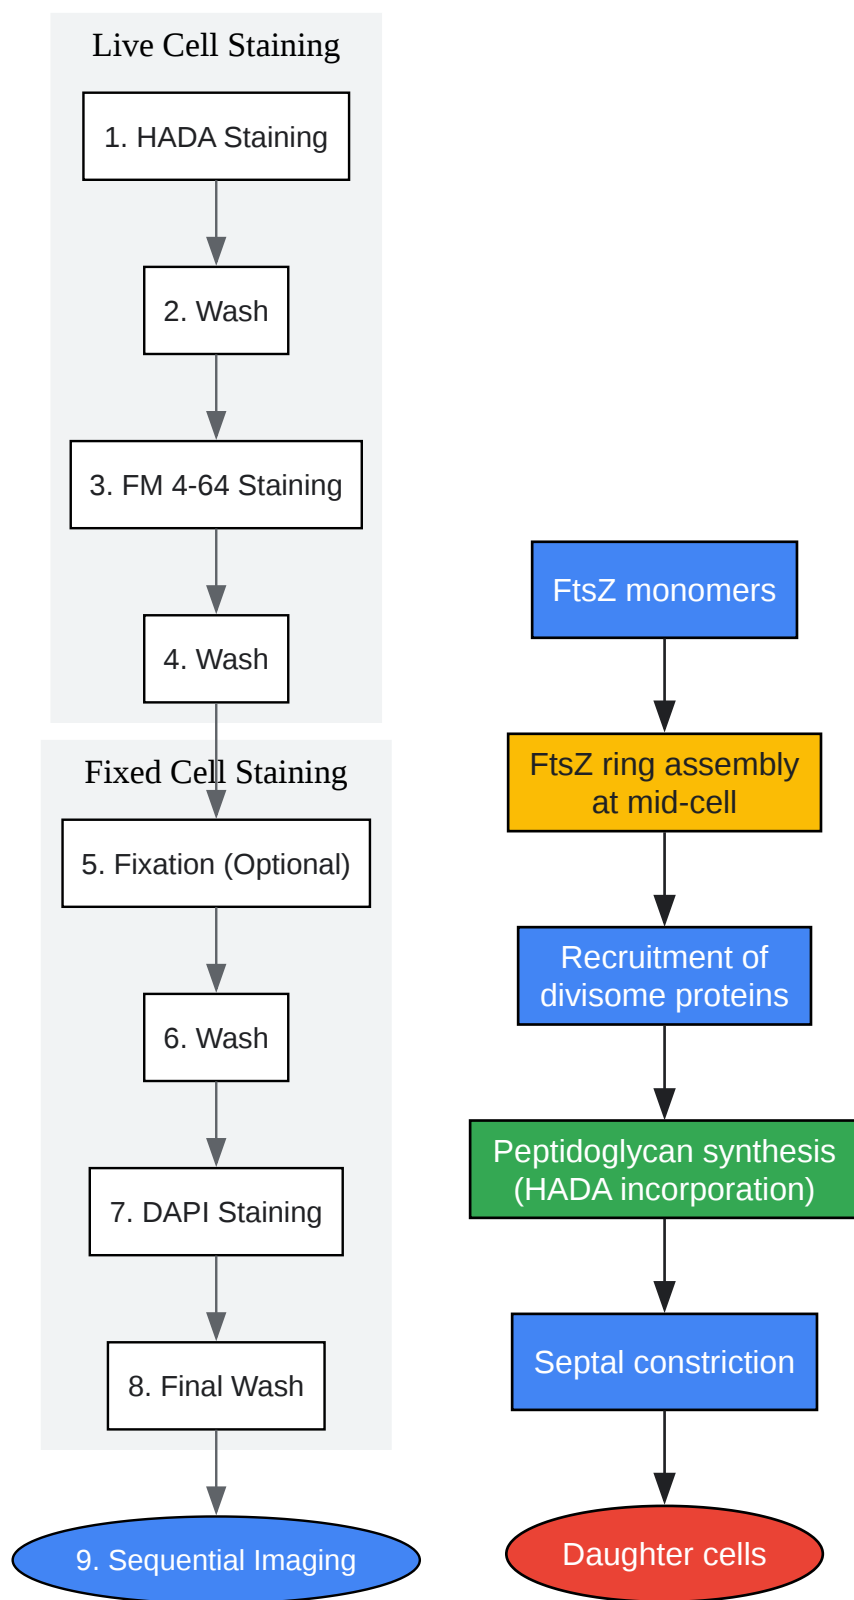 Live Cell Staining
1. HADA Staining
2. Wash
3. FM 4-64 Staining
4. Wash
Fixed Cell Staining
5. Fixation (Optional)
6. Wash
7. DAPI Staining
8. Final Wash
9. Sequential Imaging
FtsZ monomers
FtsZ ring assembly
at mid-cell
Recruitment of
divisome proteins
Peptidoglycan synthesis
(HADA incorporation)
Septal constriction
Daughter cells